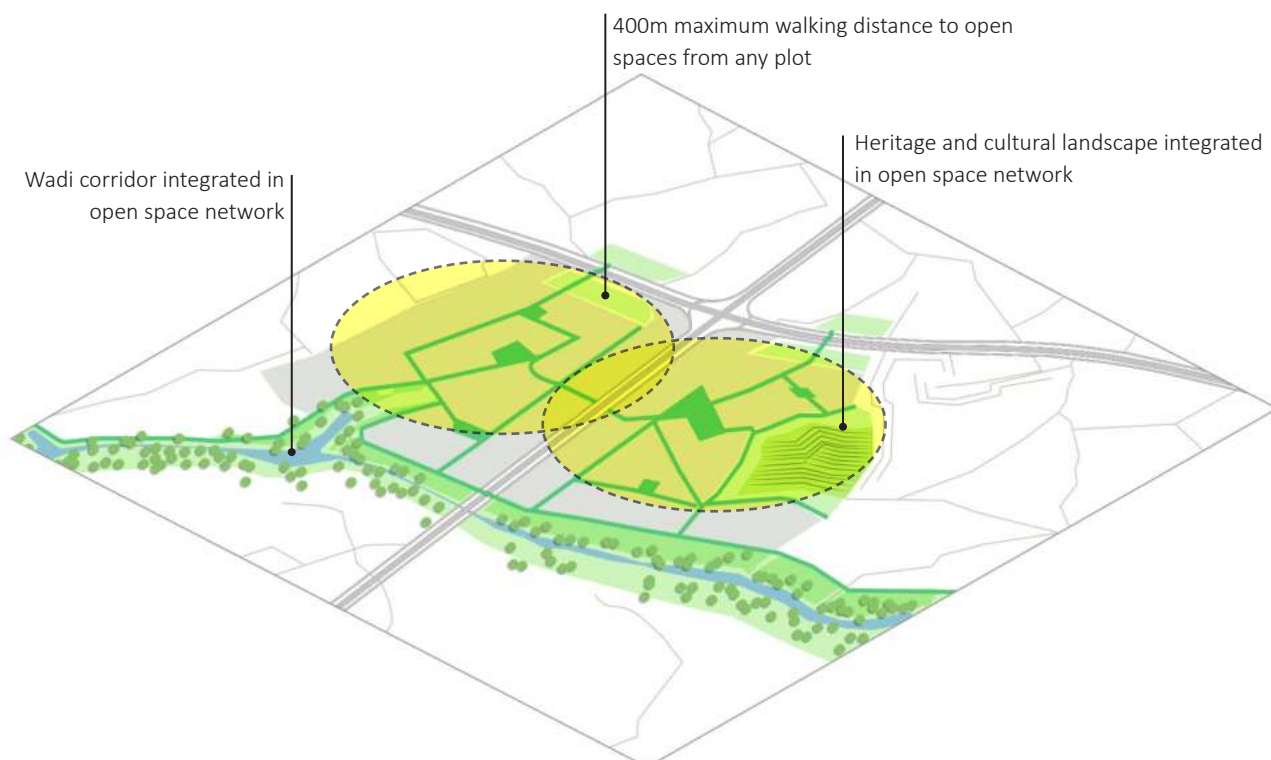 400m maximum walking distance to open
spaces from any plot
Heritage and cultural landscape integrated
in open space network
Wadi corridor integrated in
open space network